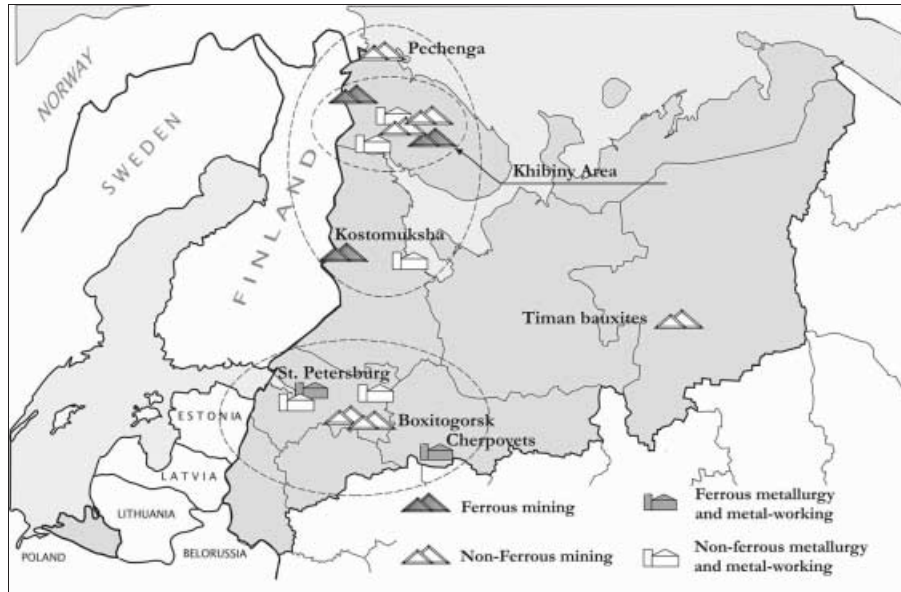 Pechenga
NORWAY
SWEDEN
FINLAND
Khibiny Area
Kostomuksha
Timan bauxites
St. Petersburg
ESTONIA
Boxitogorsk
Cherpovets
LATVIA
LITHUANIA
POLAND
BELORUSSIA
Ferrous mining
Ferrous metallurgy
and metal-working
Non-Ferrous mining
Non-ferrous metallurgy
and metal-working